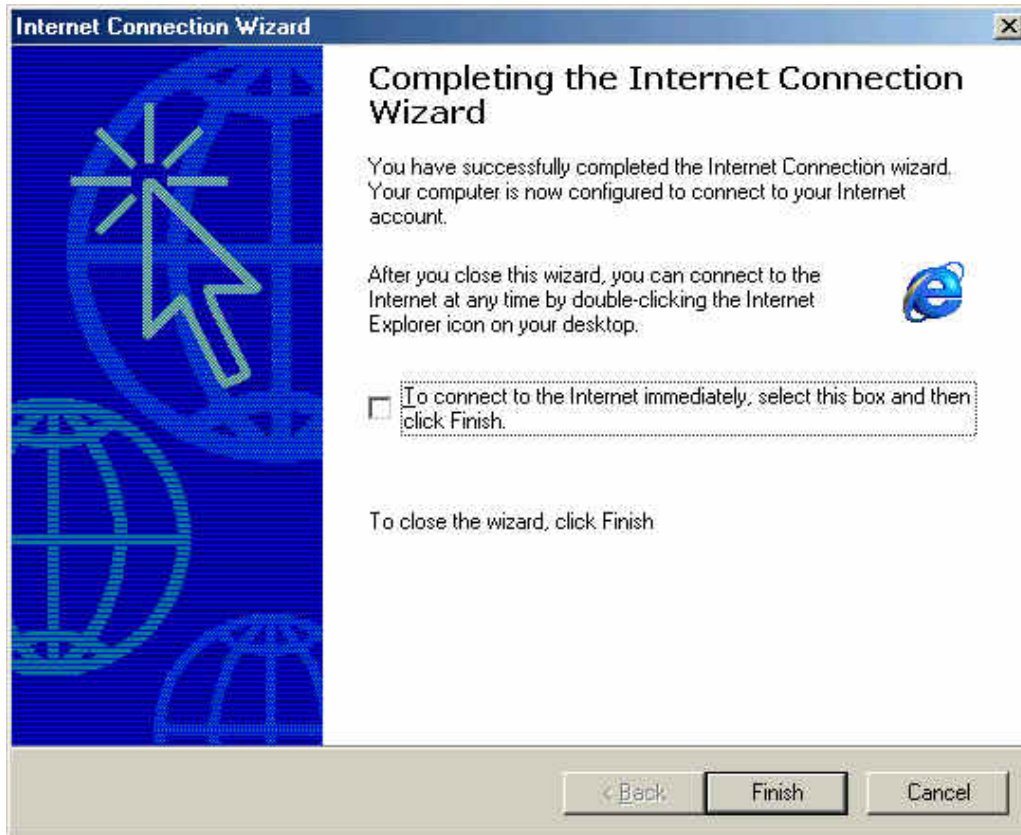 Internet Connection Wizard
Completing the Internet Connection
Wizard
You have successfully completed the Internet Connection wizard.
Your computer is now configured to connect to your Internet
account.
After you close this wizard, you can connect to the
Internet at any time by double-clicking the Internet
Explorer icon on your desktop.
To connect to the Internet immediately, select this box and then
click Finish.
To close the wizard, click Finish
< Back
Finish
Cancel